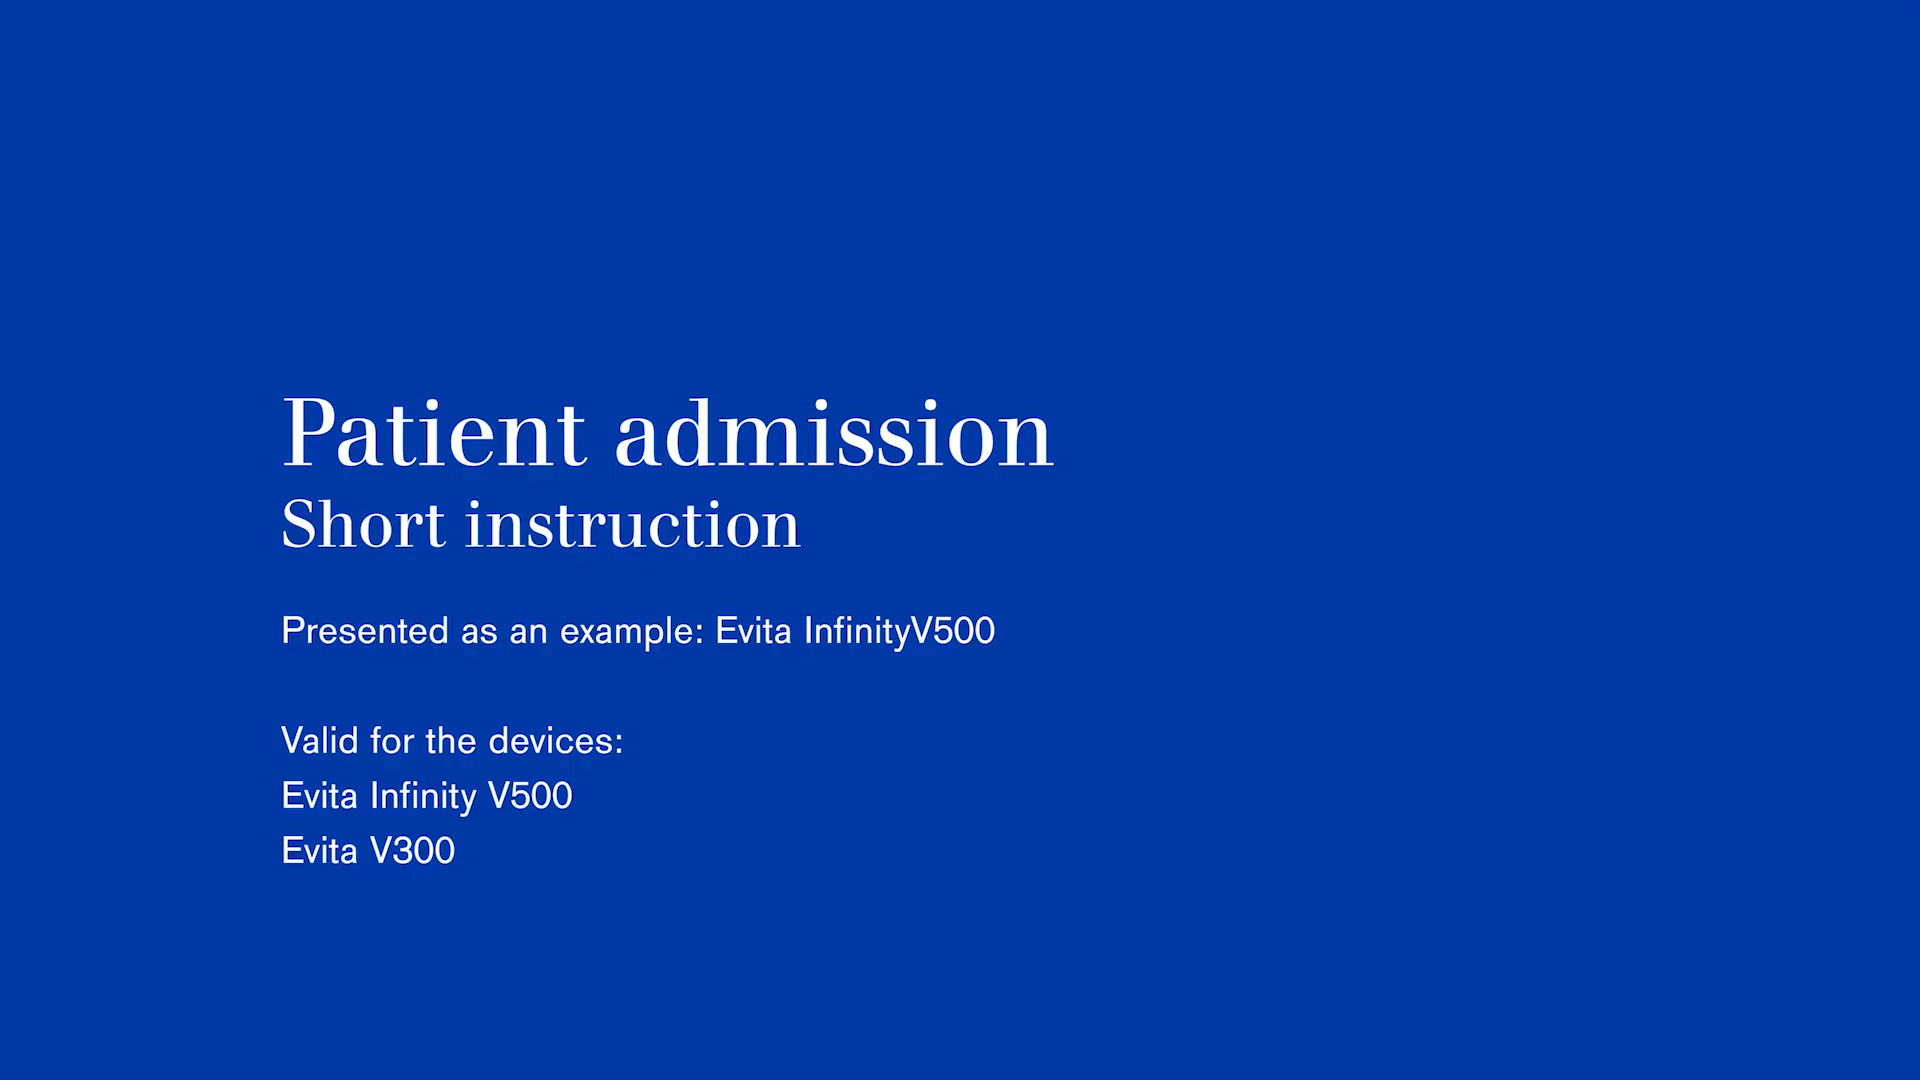 Patient admission
Short instruction
Presented as an example: Evita InfinityV500
Valid for the devices:
Evita Infinity V500
Evita V300